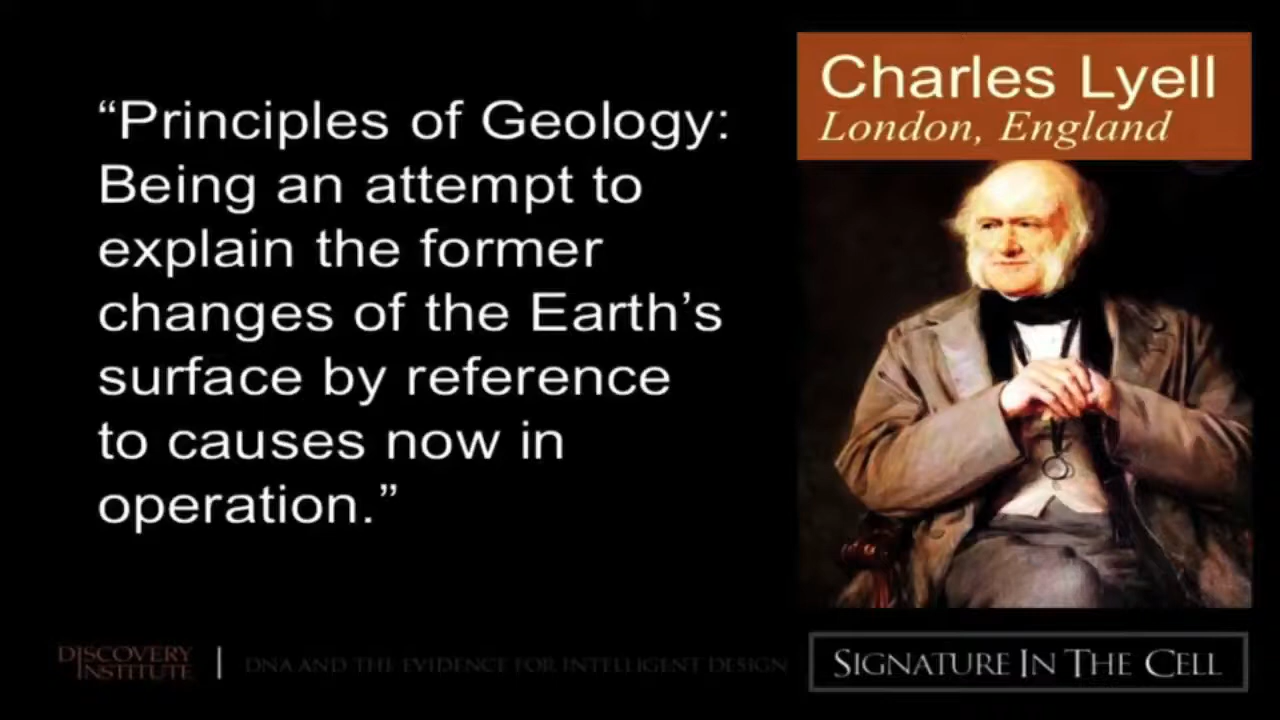 Charles Lyell
London, England
“Principles of Geology:
Being an attempt to
explain the former
changes of the Earth’s
surface by reference
to causes now in
operation.”
DISCOVERY
INSTITUTE
DNA AND THE EVIDENCE FOR INTELLIGENT DESIGN
SIGNATURE IN THE CELL